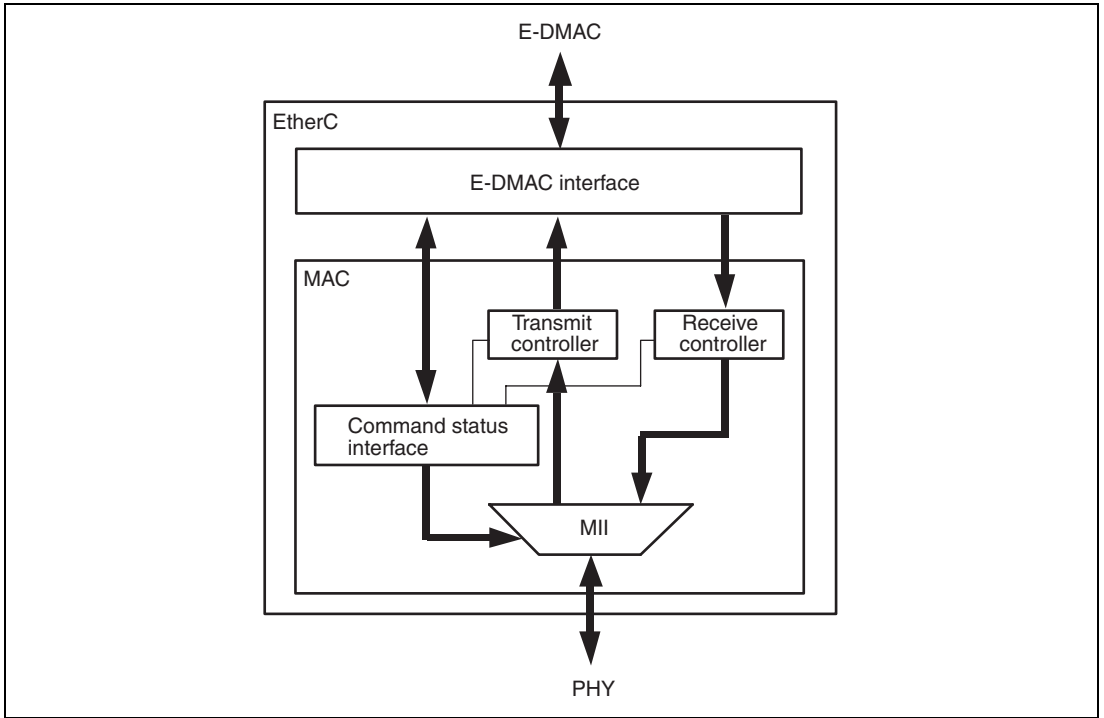 E-DMAC
EtherC
E-DMAC interface
MAC
Transmit
controller
Receive
controller
Command status
interface
MII
PHY